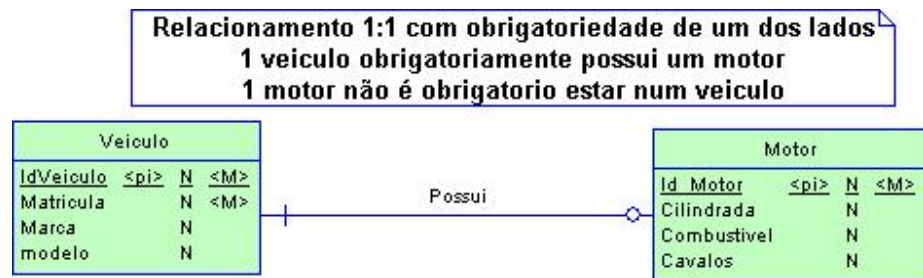 Relacionamento 1:1 com obrigatoriedade de um dos lados
1 veiculo obrigatoriamente possui um motor
1 motor não é obrigatorio estar num veiculo
Veiculo
IdVeiculo <pi> N <M>
Matricula N <M>
Marca N
modelo N
Possui
Motor
Id_Motor <pi> N <M>
Cilindrada N
Combustivel N
Cavalos N